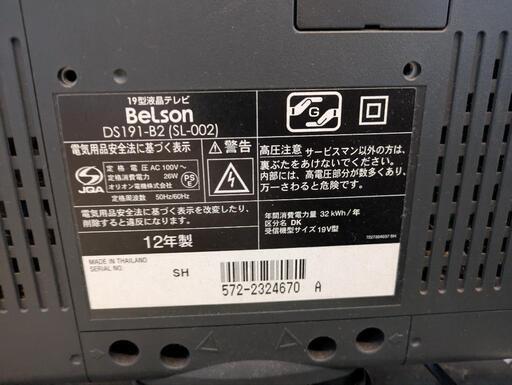 19型液晶テレビ
BeLson
DS191-B2 (SL-002)
電気用品安全法に基づく表示
JQA
定格電圧 AC 100V~
定格消費電力 26W
オリオン電機株式会社
定格周波数 50Hz/60Hz
PS
E
電気用品安全法に基づく表示を改変したり、
削除すると違反になります。
12年製
警告
G
高圧注意 サービスマン以外の方は、
裏ぶたをあけないでください。
内部には、高電圧部分が数多くあり、
万一さわると危険です。
年間消費電力量 32 kWh/年
区分名 DK
受信機型サイズ 19V型
MADE IN THAILAND
SERIAL NO.
SH
572-2324670 A